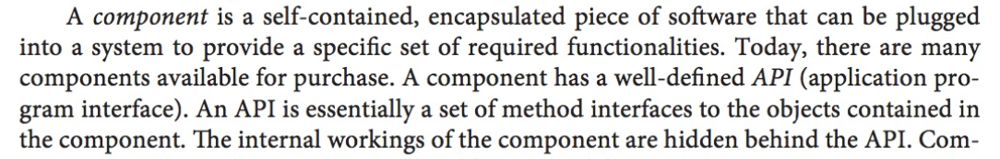 A component is a self-contained, encapsulated piece of software that can be plugged
into a system to provide a specific set of required functionalities. Today, there are many
components available for purchase. A component has a well-defined API (application pro-
gram interface). An API is essentially a set of method interfaces to the objects contained in
the component. The internal workings of the component are hidden behind the API. Com-